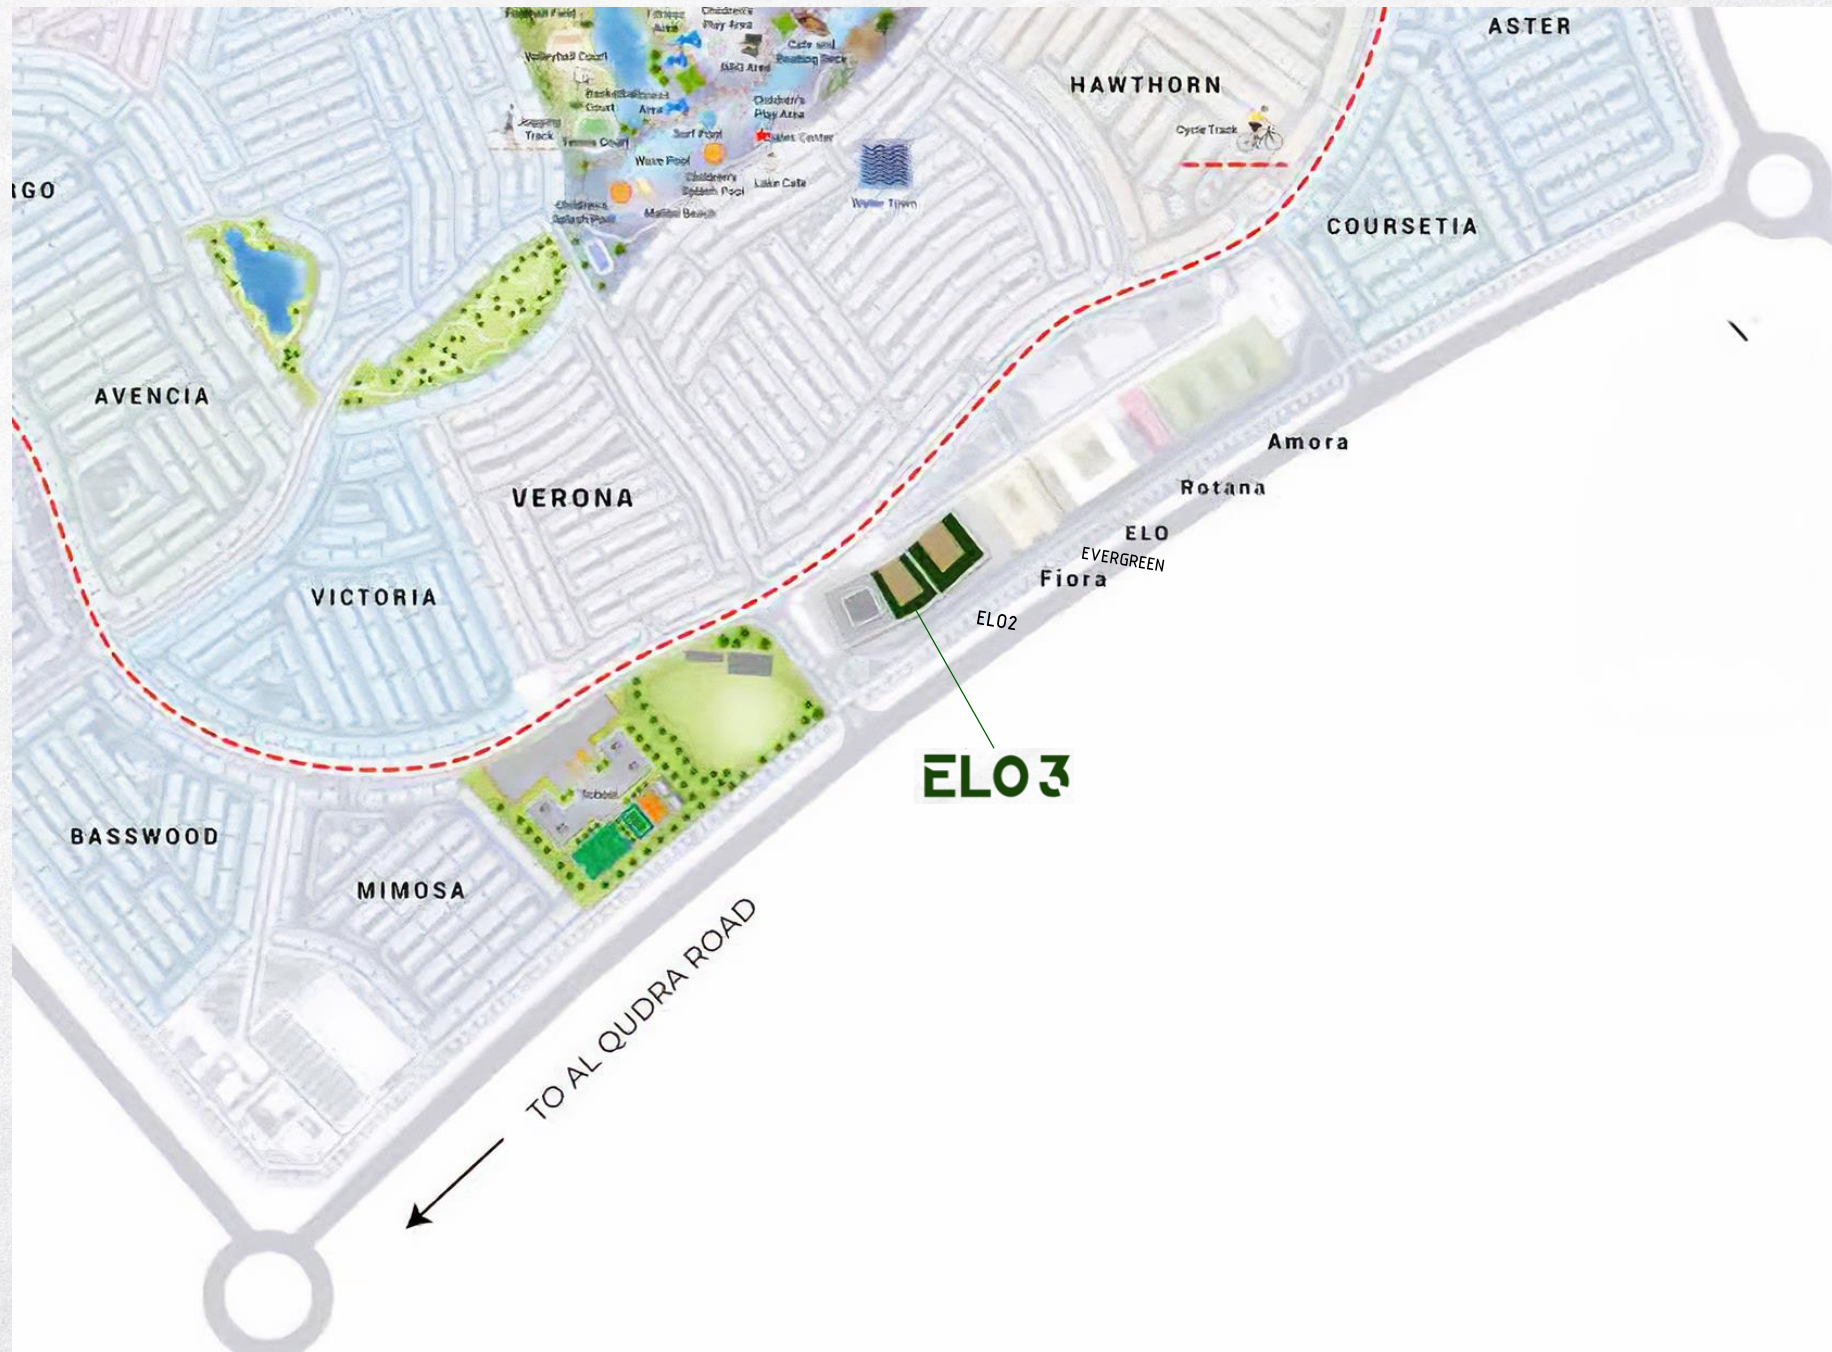 ASTER
HAWTHORN
Volleyball Court
BBQ Area
Children's
Play Area
Cycle Track
Track
Tennis Court
Surf Pool
Wave Pool
Lake Cafe
Malibu Beach
Water Town
COURSETIA
AVENCIA
VERONA
VICTORIA
Amora
Rotana
ELO
EVERGREEN
Fiora
ELO2
ELO3
BASSWOOD
MIMOSA
TO AL QUDRA ROAD